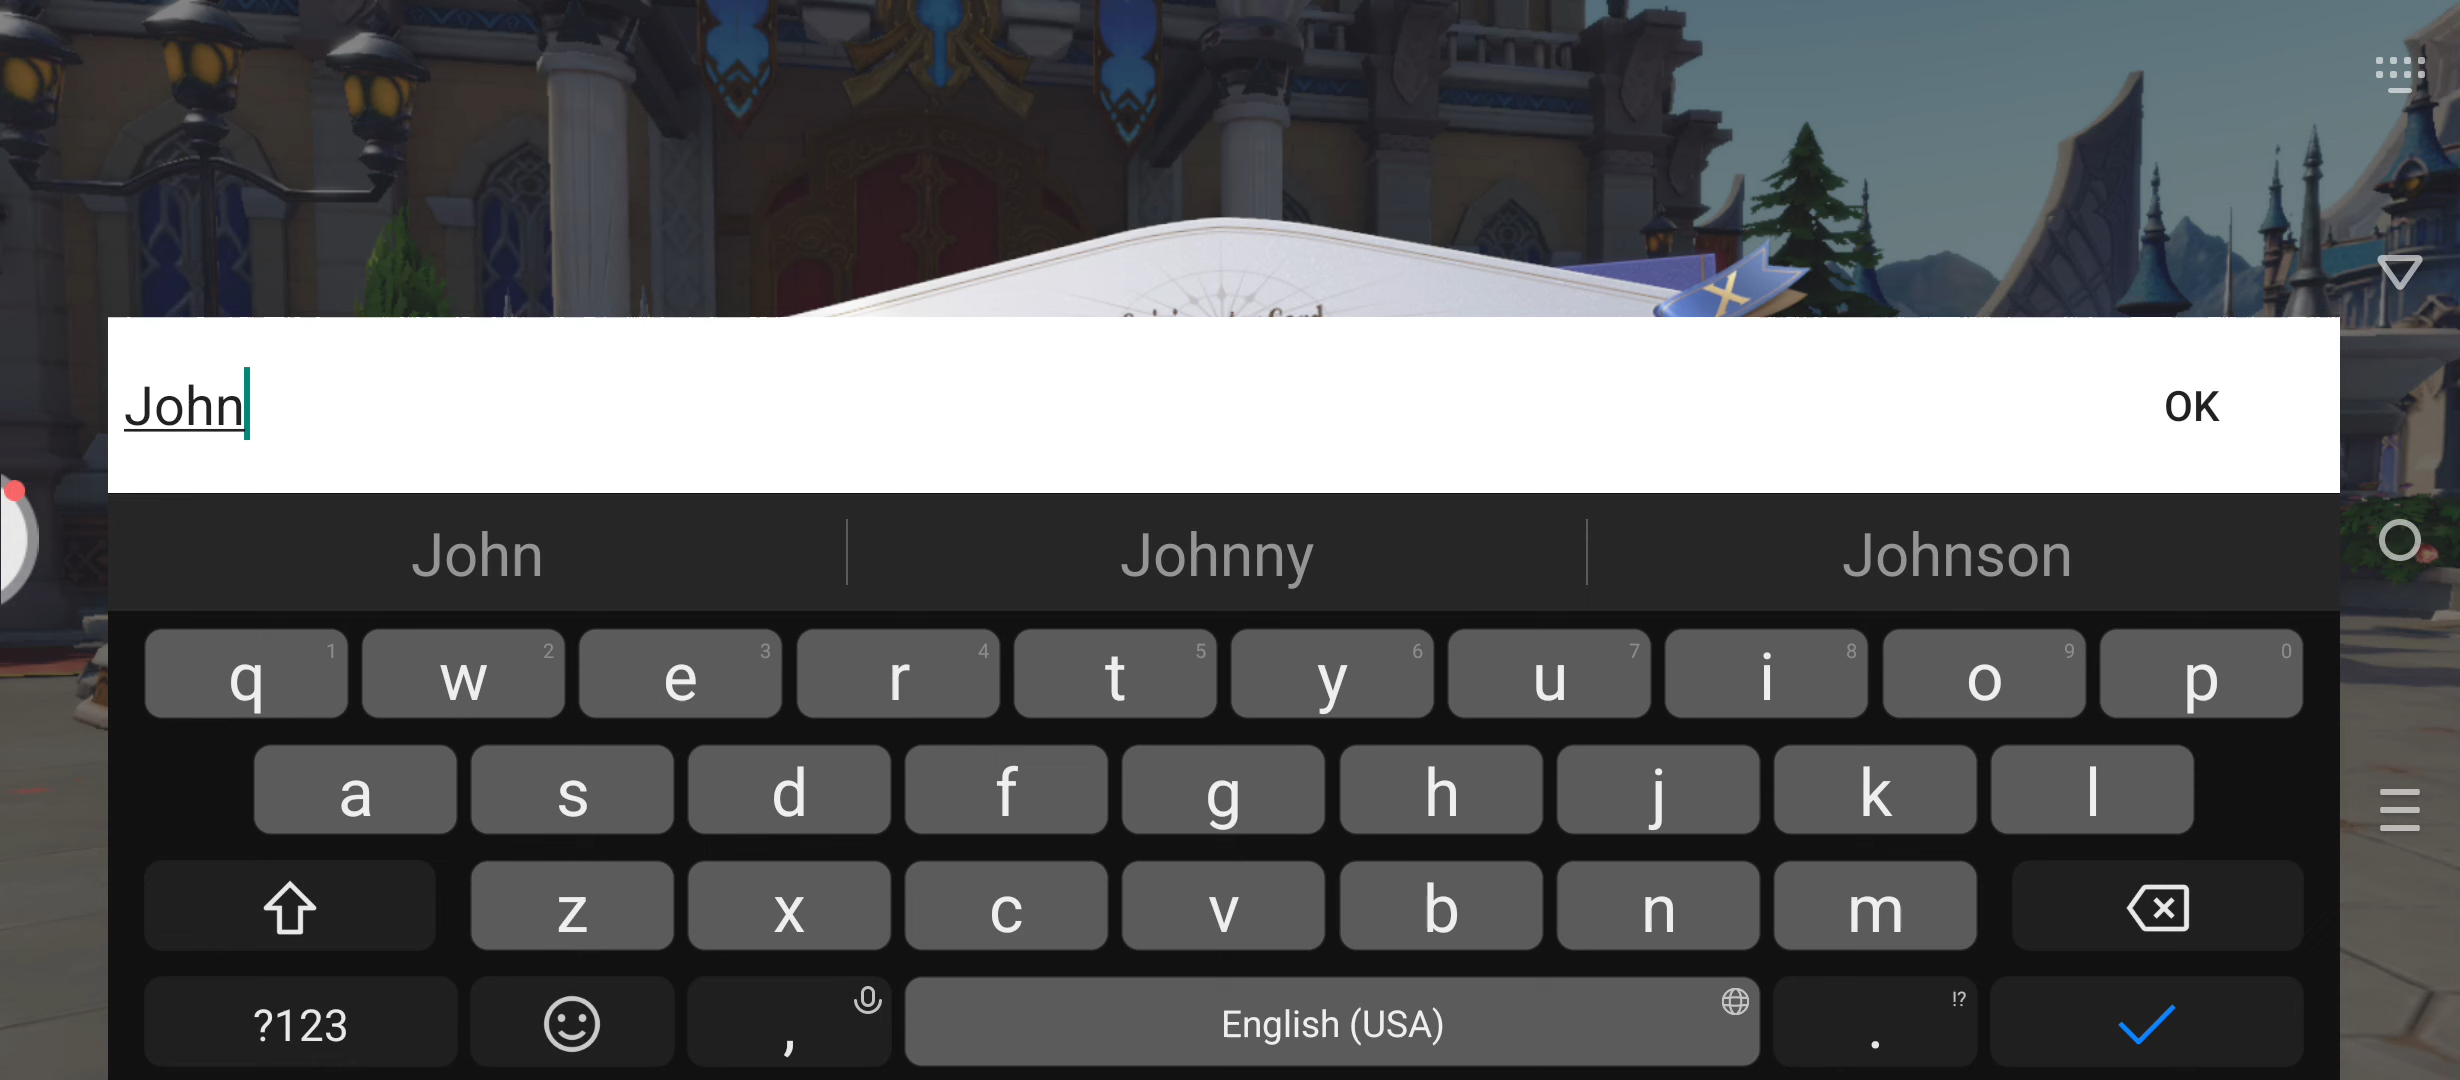 John
OK
John Johnny Johnson
q 1 w 2 e 3 r 4 t 5 y 6 u 7 i 8 o 9 p 0
a s d f g h j k l
z x c v b n m
?123 , English (USA) . !?